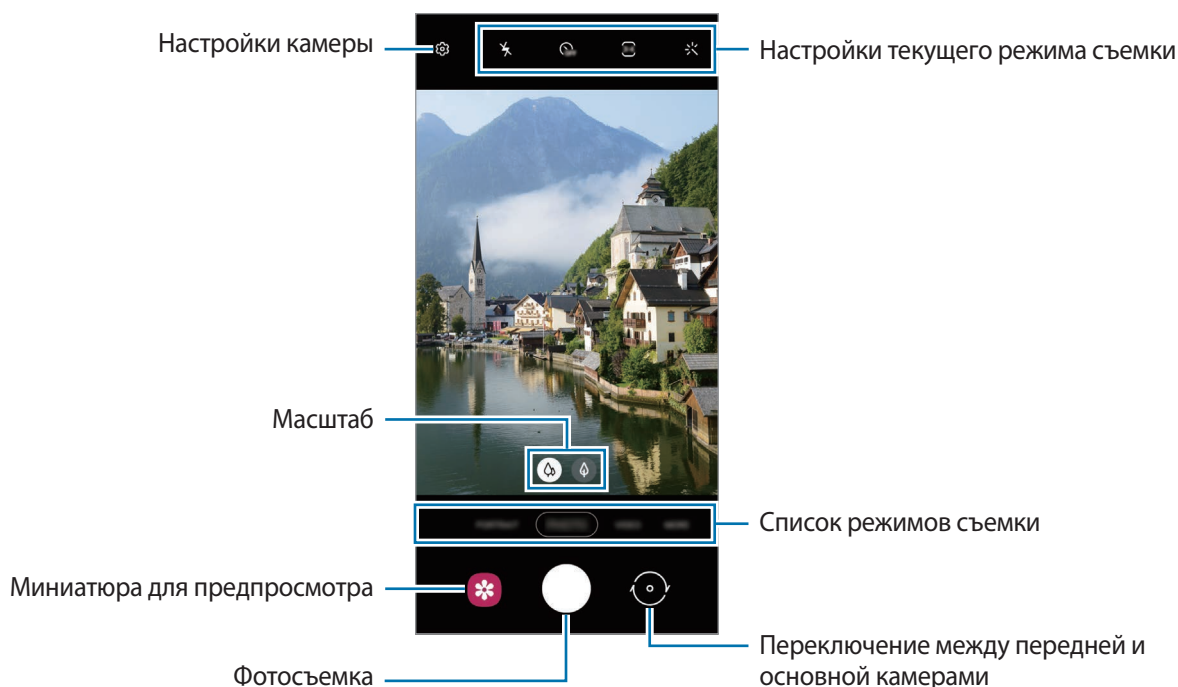 Настройки камеры
Настройки текущего режима съемки
Масштаб
Список режимов съемки
Миниатюра для предпросмотра
Фотосъемка
Переключение между передней и
основной камерами